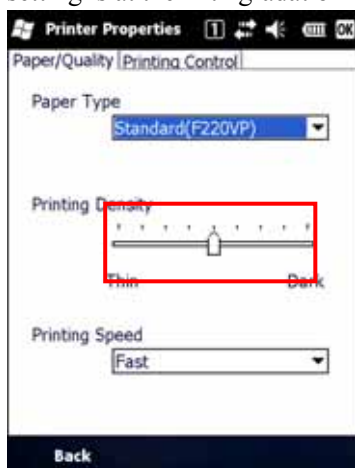 Printer Properties 1 OK
Paper/Quality Printing Control
Paper Type
Standard(F220VP)
Printing Density
Thin Dark
Printing Speed
Fast
Back